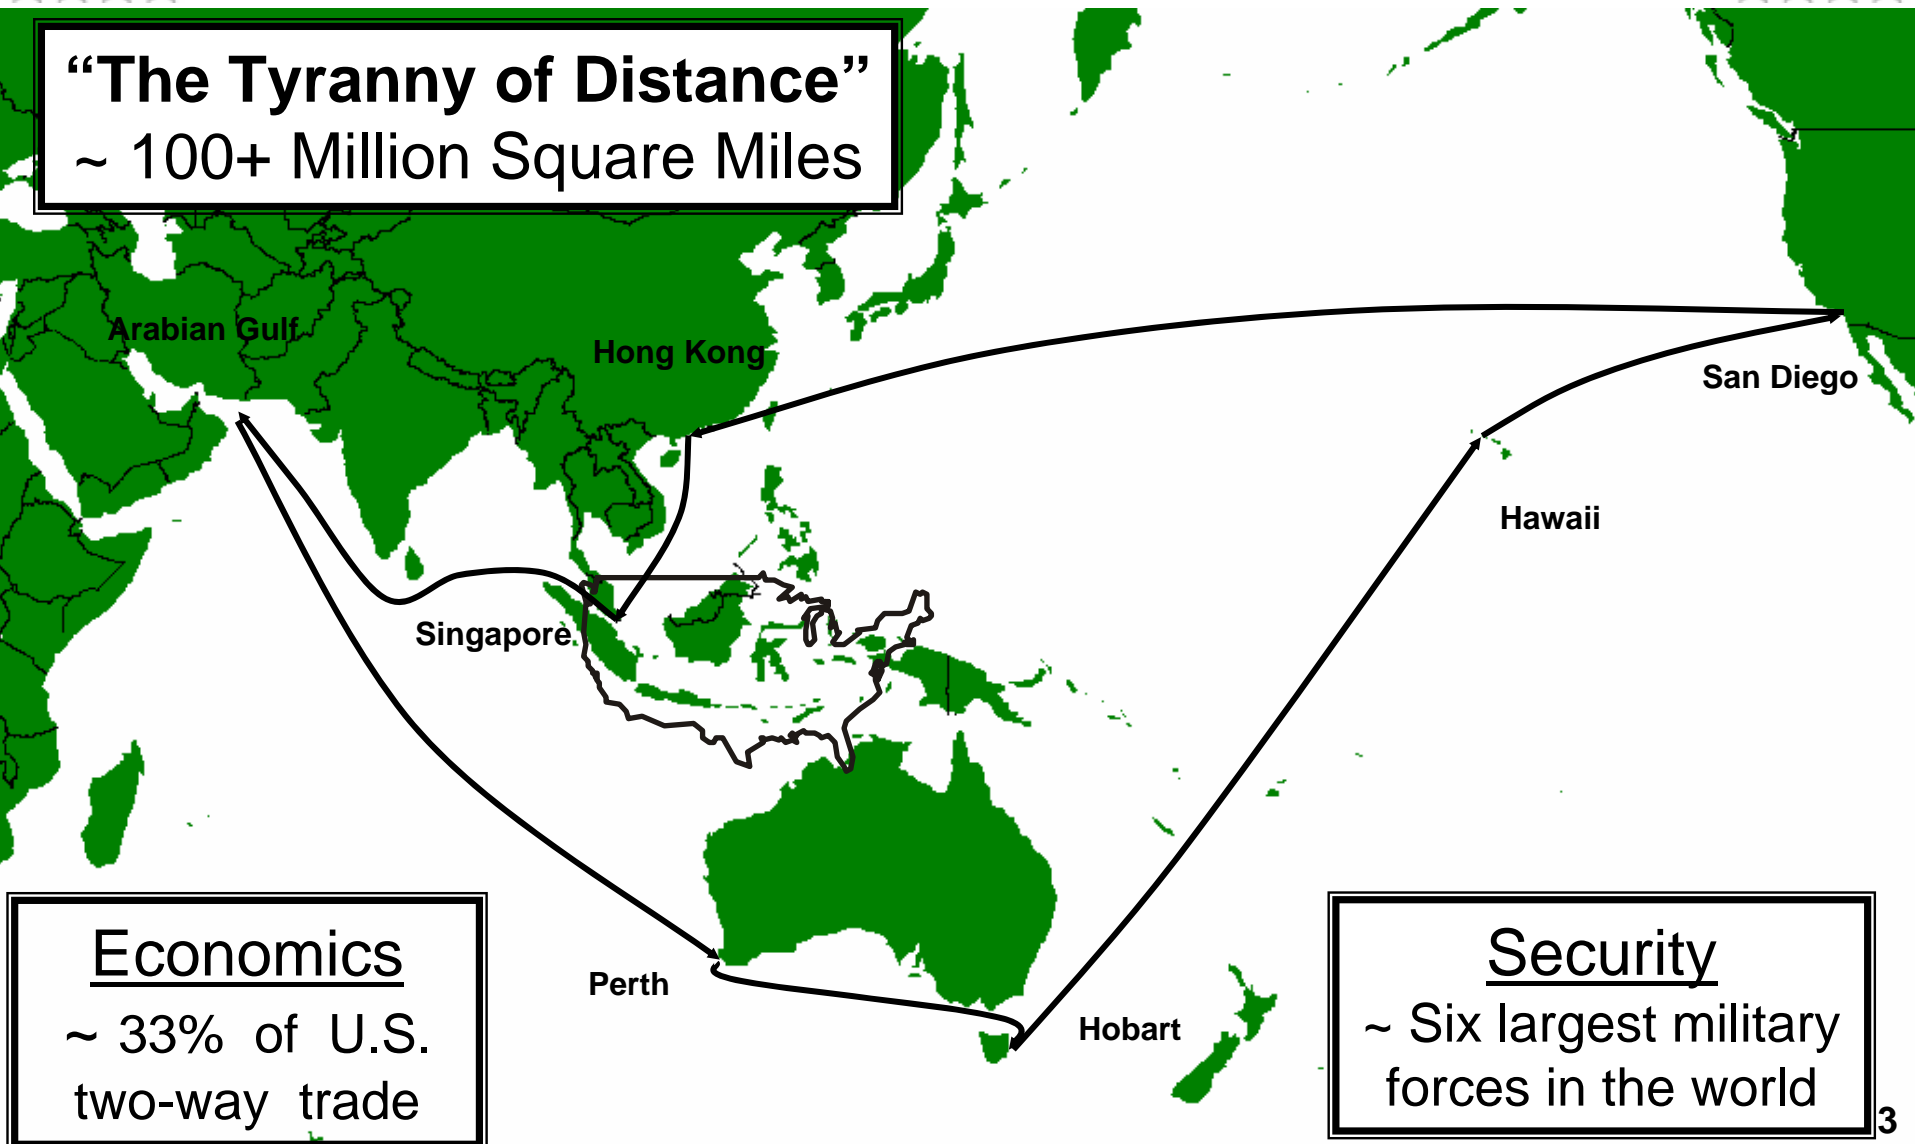 “The Tyranny of Distance”
~ 100+ Million Square Miles
Arabian Gulf
Hong Kong
San Diego
Hawaii
Singapore
Perth
Hobart
Economics
~ 33% of U.S.
two-way trade
Security
~ Six largest military
forces in the world
3